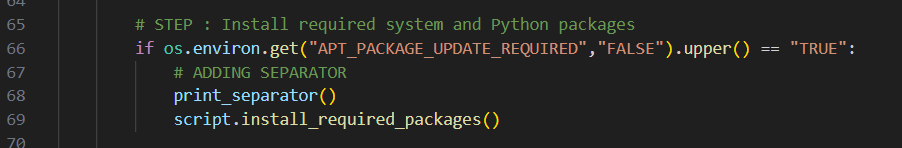 64
65 # STEP : Install required system and Python packages
66 if os.environ.get("APT_PACKAGE_UPDATE_REQUIRED","FALSE").upper() == "TRUE":
67 # ADDING SEPARATOR
68 print_separator()
69 script.install_required_packages()
70